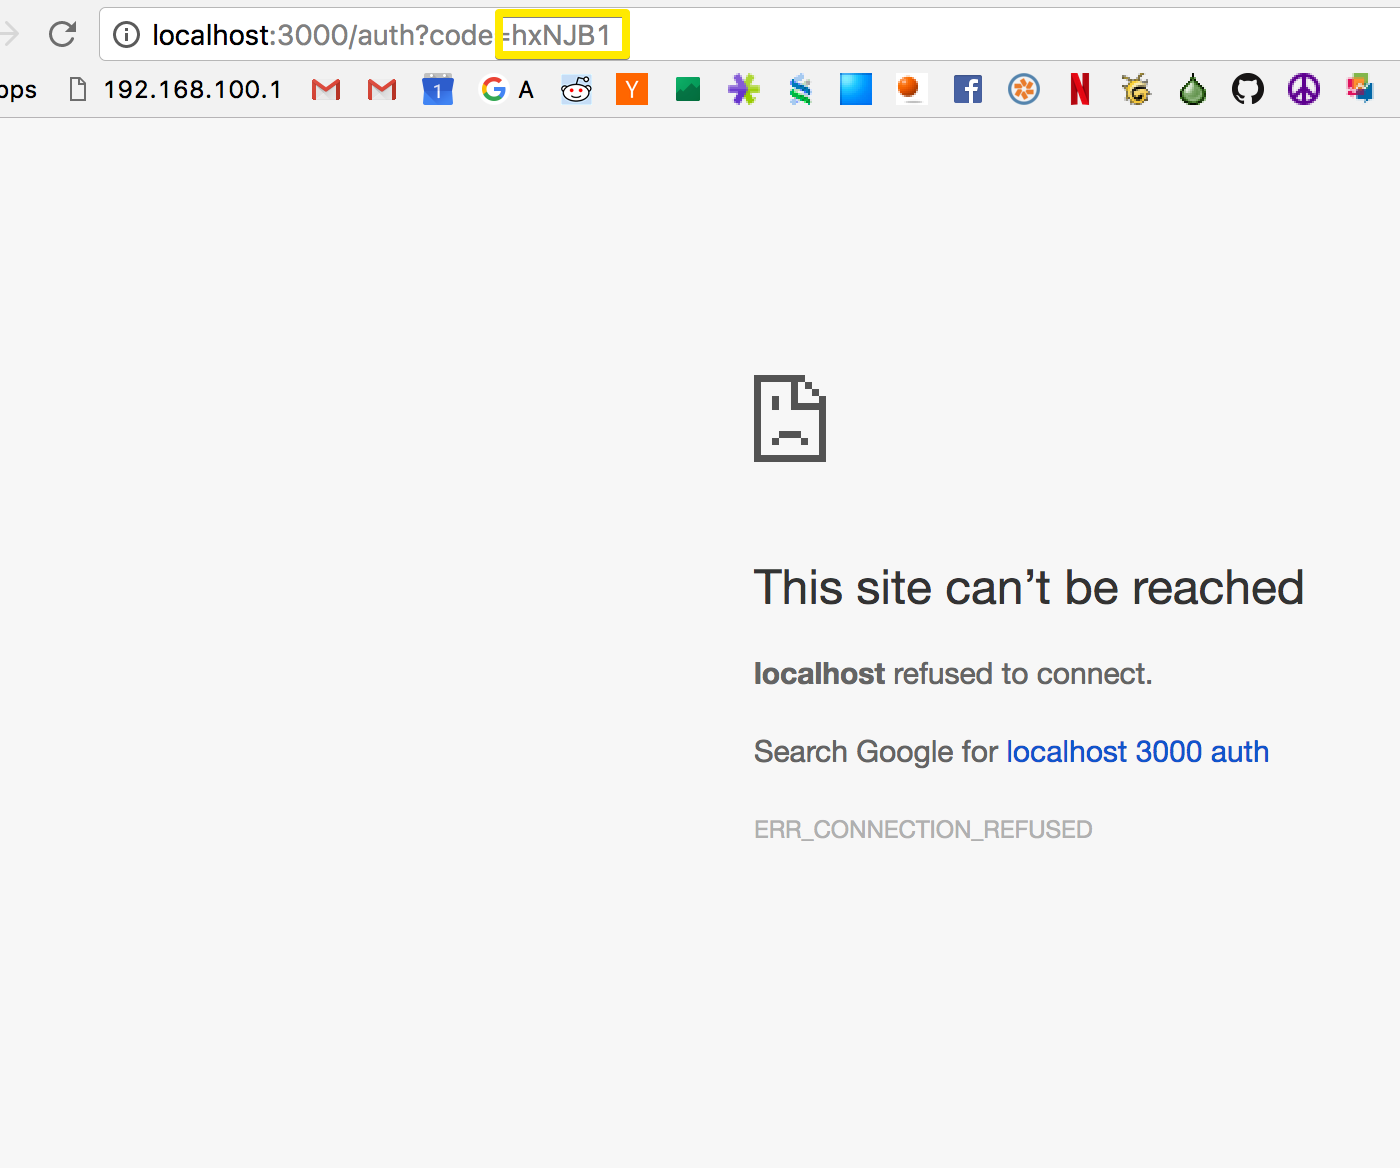 localhost:3000/auth?code=hxNJB1
ops 192.168.100.1 1 G A Y N
This site can’t be reached
localhost refused to connect.
Search Google for localhost 3000 auth
ERR_CONNECTION_REFUSED